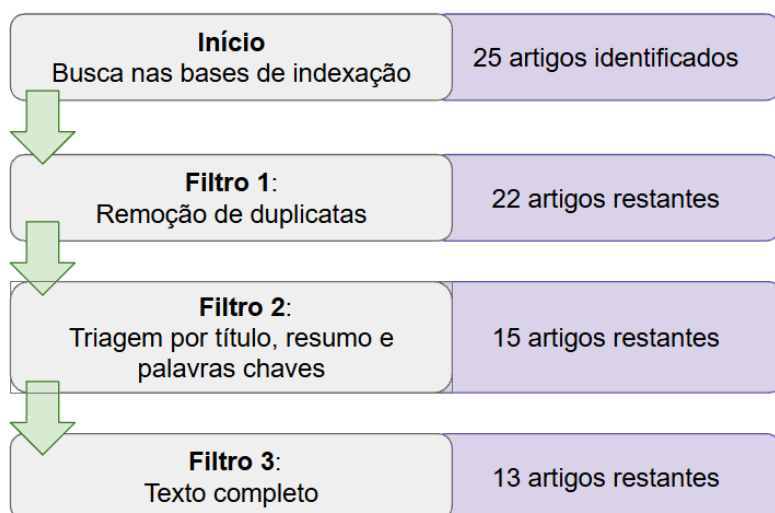 Início
Busca nas bases de indexação
25 artigos identificados
Filtro 1:
Remoção de duplicatas
22 artigos restantes
Filtro 2:
Triagem por título, resumo e
palavras chaves
15 artigos restantes
Filtro 3:
Texto completo
13 artigos restantes